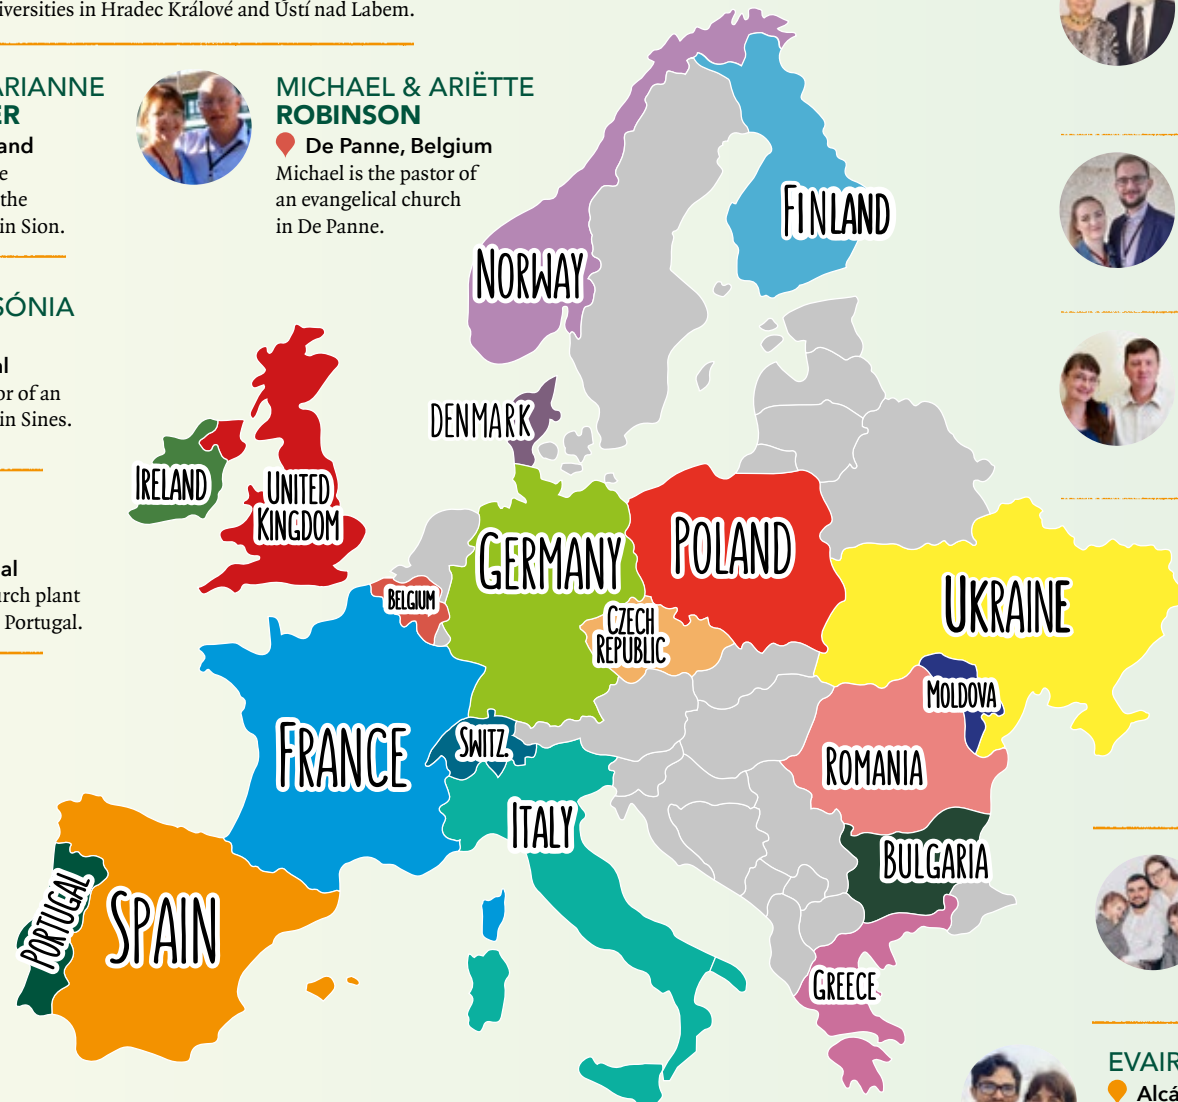 iversities in Hradec Králové and Ústí nad Labem.
ARIANNE
ER
and
e
the
in Sion.
MICHAEL & ARIËTTE
ROBINSON
De Panne, Belgium
Michael is the pastor of
an evangelical church
in De Panne.
SÓNIA
al
or of an
in Sines.
al
urch plant
Portugal.
FINLAND
NORWAY
DENMARK
IRELAND
UNITED
KINGDOM
GERMANY
POLAND
BELGIUM
CZECH
REPUBLIC
UKRAINE
MOLDOVA
FRANCE
SWITZ.
ROMANIA
ITALY
BULGARIA
PORTUGAL
SPAIN
GREECE
EVAIR
Alcá